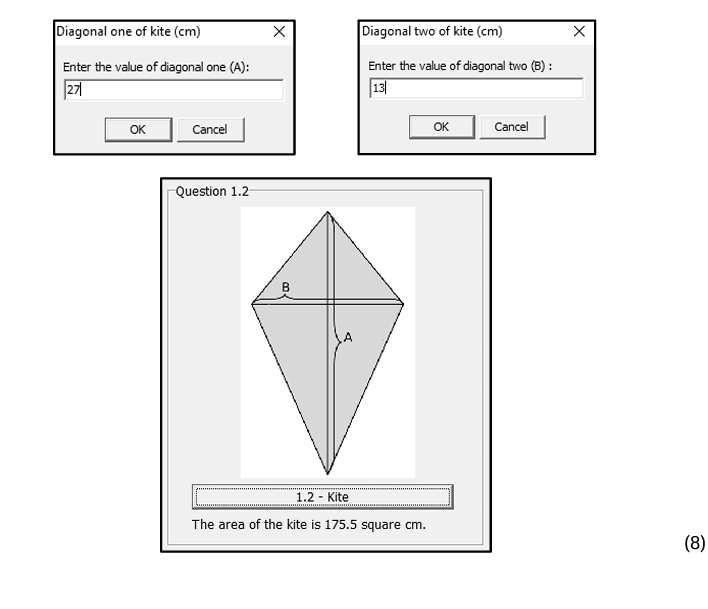 Diagonal one of kite (cm)
Enter the value of diagonal one (A):
27
OK Cancel
Diagonal two of kite (cm)
Enter the value of diagonal two (B) :
13
OK Cancel
Question 1.2
B
A
1.2 - Kite
The area of the kite is 175.5 square cm.
(8)